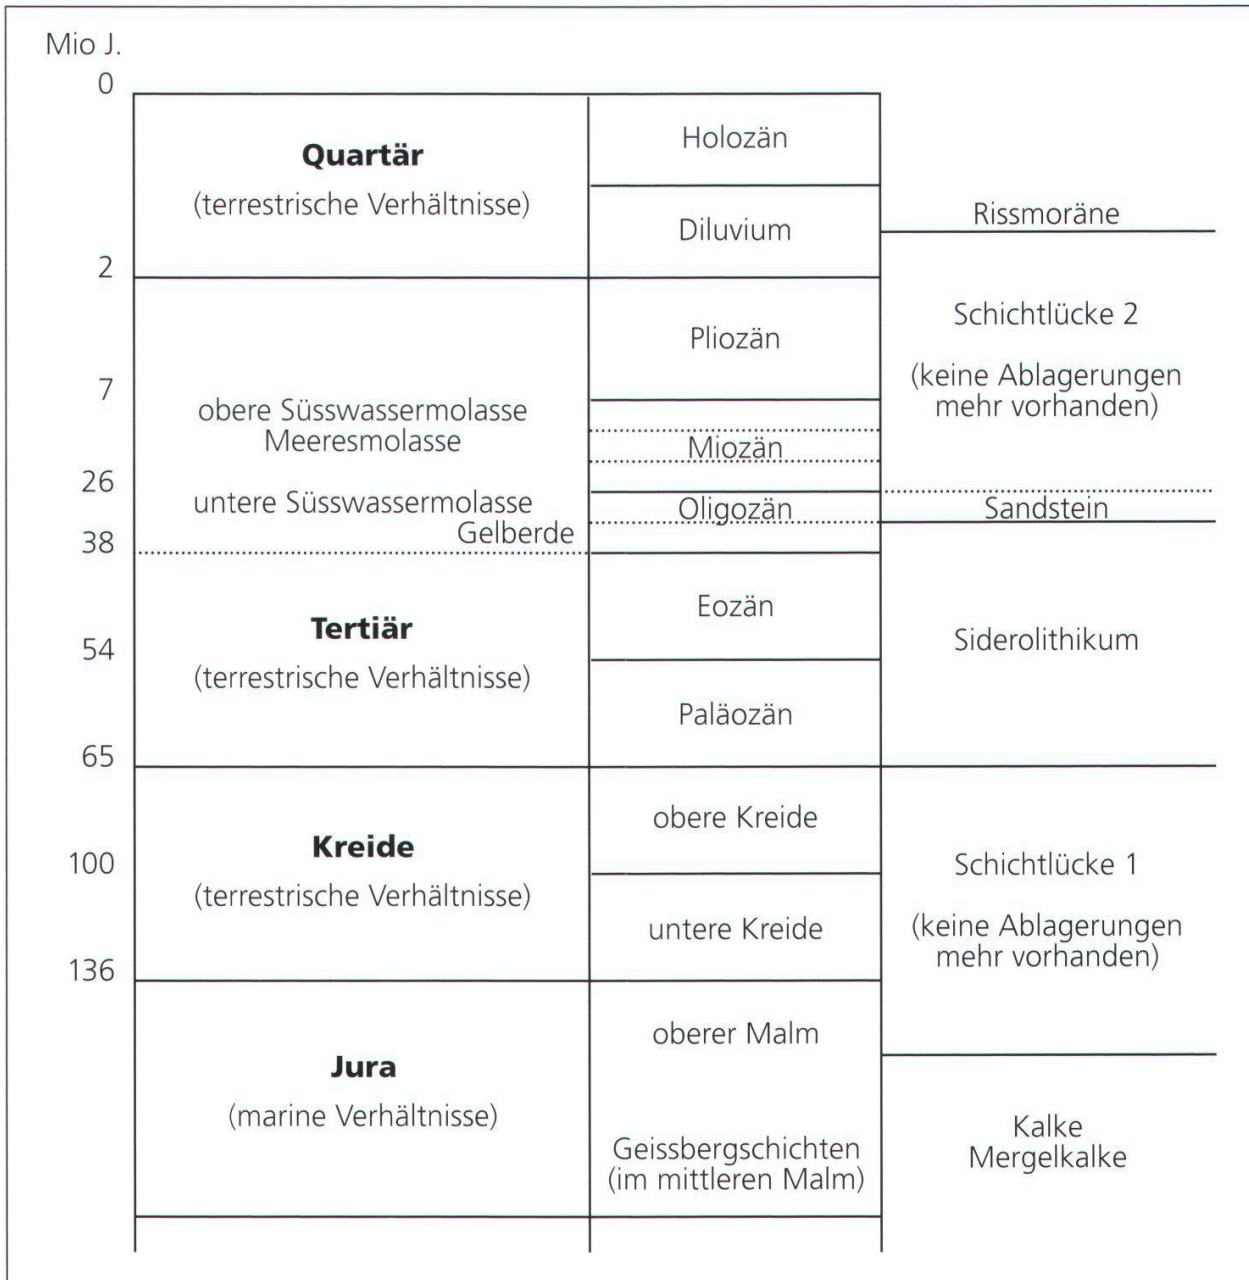 Mio J.
0
Quartär
(terrestrische Verhältnisse)
Holozän
Diluvium
Rissmoräne
2
Pliozän
Schichtlücke 2
(keine Ablagerungen
mehr vorhanden)
7
obere Süsswassermolasse
Meeresmolasse
Miozän
26
untere Süsswassermolasse
Gelberde
Oligozän
Sandstein
38
Tertiär
(terrestrische Verhältnisse)
Eozän
Siderolithikum
54
Paläozän
65
Kreide
(terrestrische Verhältnisse)
obere Kreide
Schichtlücke 1
(keine Ablagerungen
mehr vorhanden)
100
untere Kreide
136
Jura
(marine Verhältnisse)
oberer Malm
Geissbergschichten
(im mittleren Malm)
Kalke
Mergelkalke